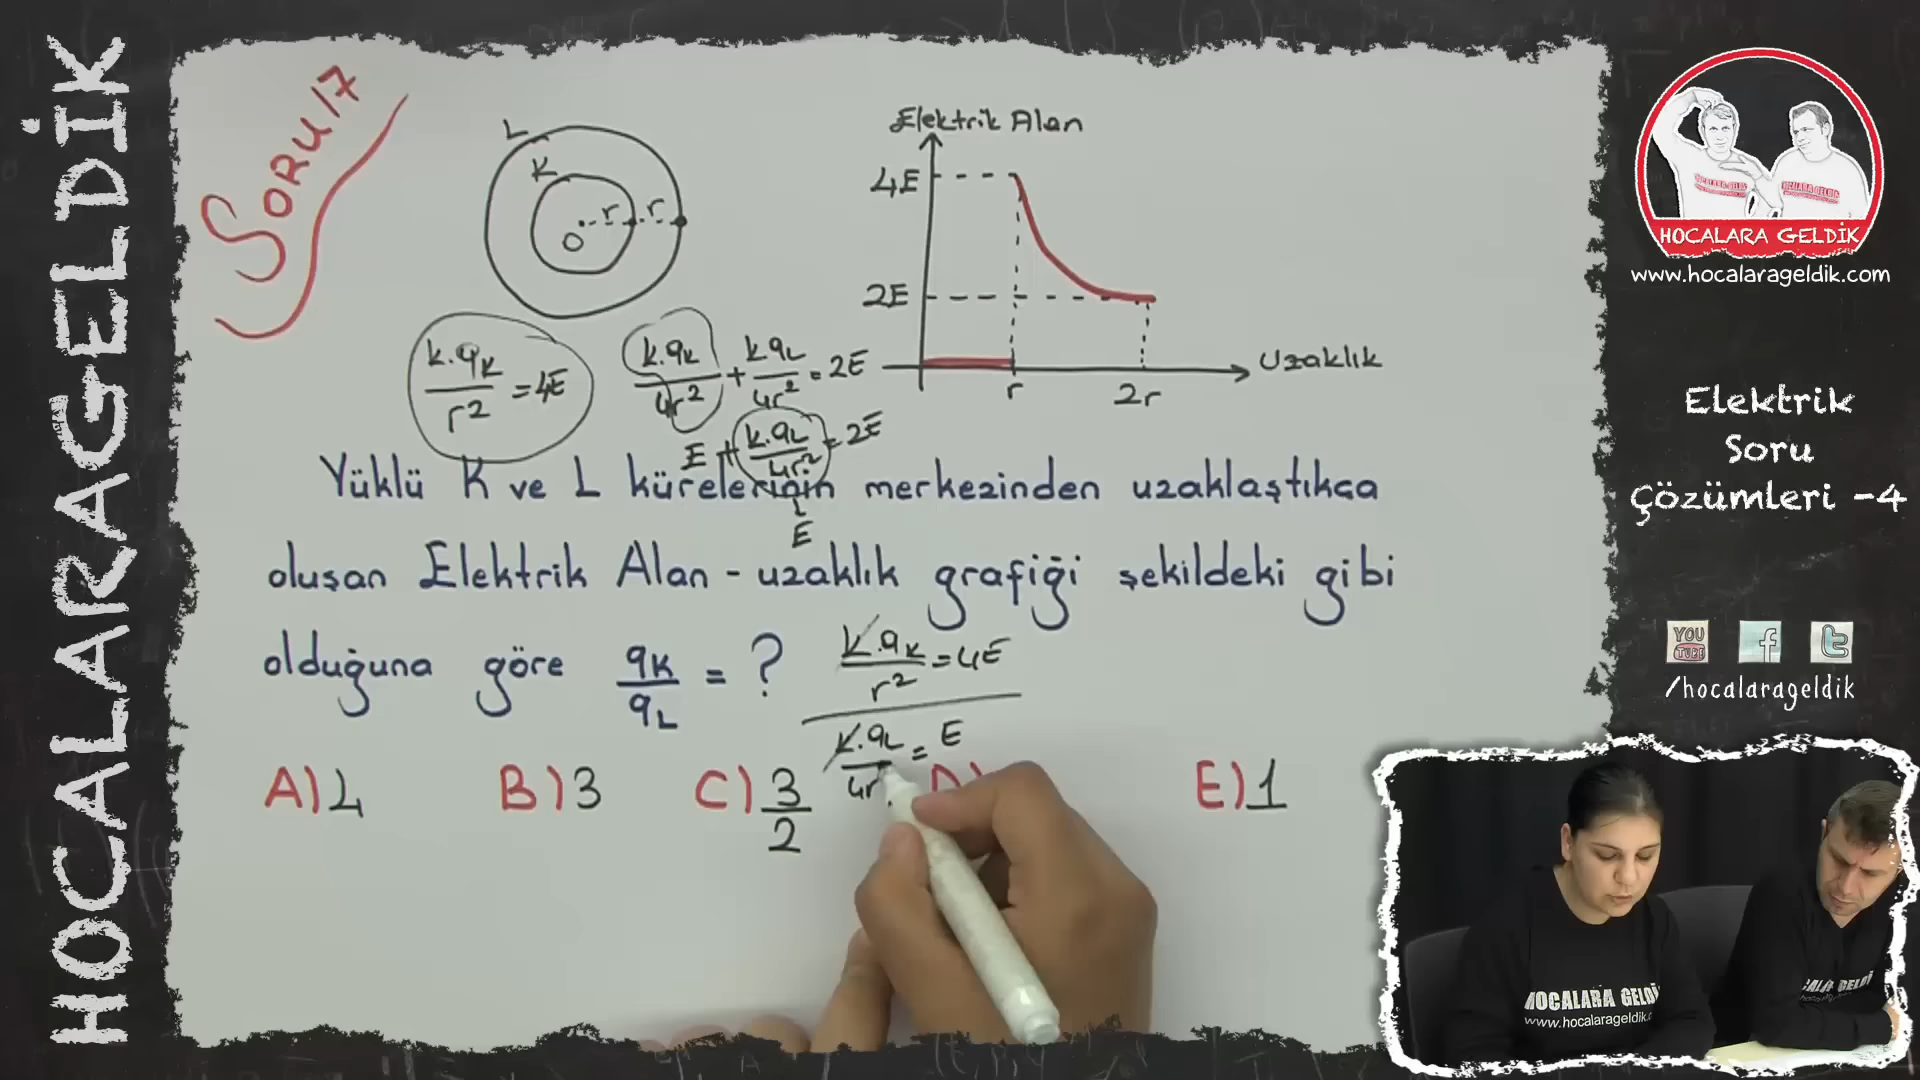 HOCALARAGELDİK
SORU 17
L
K
O
r
r
Elektrik Alan
4E
2E
r
2r
Uzaklık
k.qK / r² = 4E
k.qK / 4r² + k.qL / 4r² = 2E
E + k.qL / 4r² = 2E
E
Yüklü K ve L kürelerinin merkezinden uzaklaştıkça
oluşan Elektrik Alan - uzaklık grafiği şekildeki gibi
olduğuna göre qK / qL = ?
k.qK / r² = 4E
k.qL / 4r = E
A) 4
B) 3
C) 3/2
D)
E) 1
HOCALARA GELDİK
www.hocalarageldik.com
Elektrik
Soru
Çözümleri -4
YOU
TUBE
f
t
/hocalarageldik
HOCALARA GELDİ
www.hocalarageldik.com